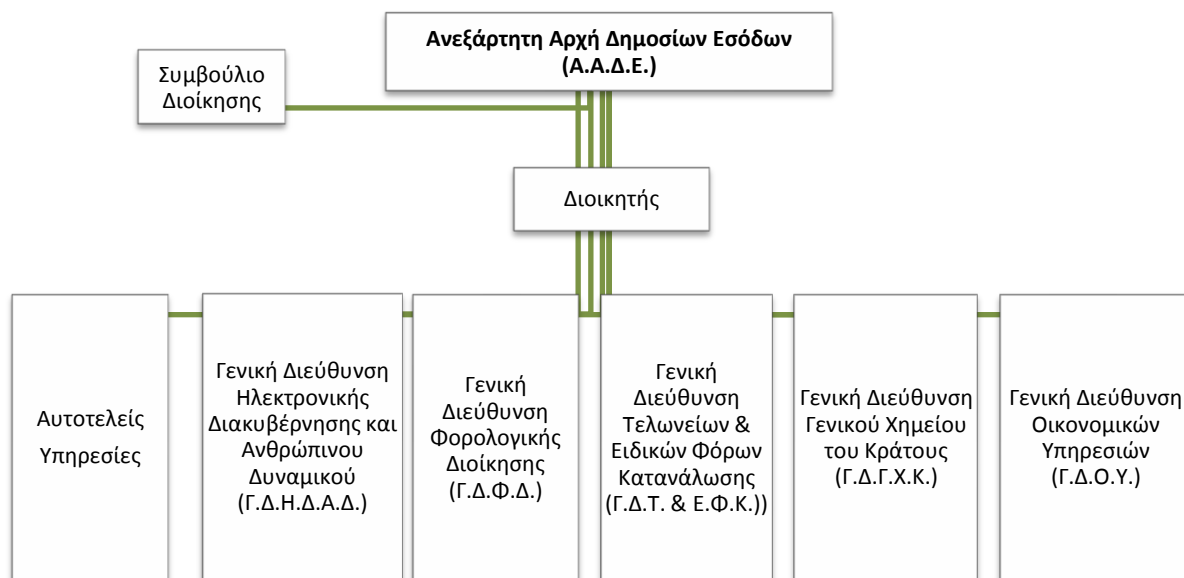 Ανεξάρτητη Αρχή Δημοσίων Εσόδων
(Α.Α.Δ.Ε.)
Συμβούλιο
Διοίκησης
Διοικητής
Αυτοτελείς
Υπηρεσίες
Γενική Διεύθυνση
Ηλεκτρονικής
Διακυβέρνησης και
Ανθρώπινου
Δυναμικού
(Γ.Δ.Η.Δ.Α.Δ.)
Γενική
Διεύθυνση
Φορολογικής
Διοίκησης
(Γ.Δ.Φ.Δ.)
Γενική
Διεύθυνση
Τελωνείων &
Ειδικών Φόρων
Κατανάλωσης
(Γ.Δ.Τ. & Ε.Φ.Κ.))
Γενική Διεύθυνση
Γενικού Χημείου
του Κράτους
(Γ.Δ.Γ.Χ.Κ.)
Γενική Διεύθυνση
Οικονομικών
Υπηρεσιών
(Γ.Δ.Ο.Υ.)